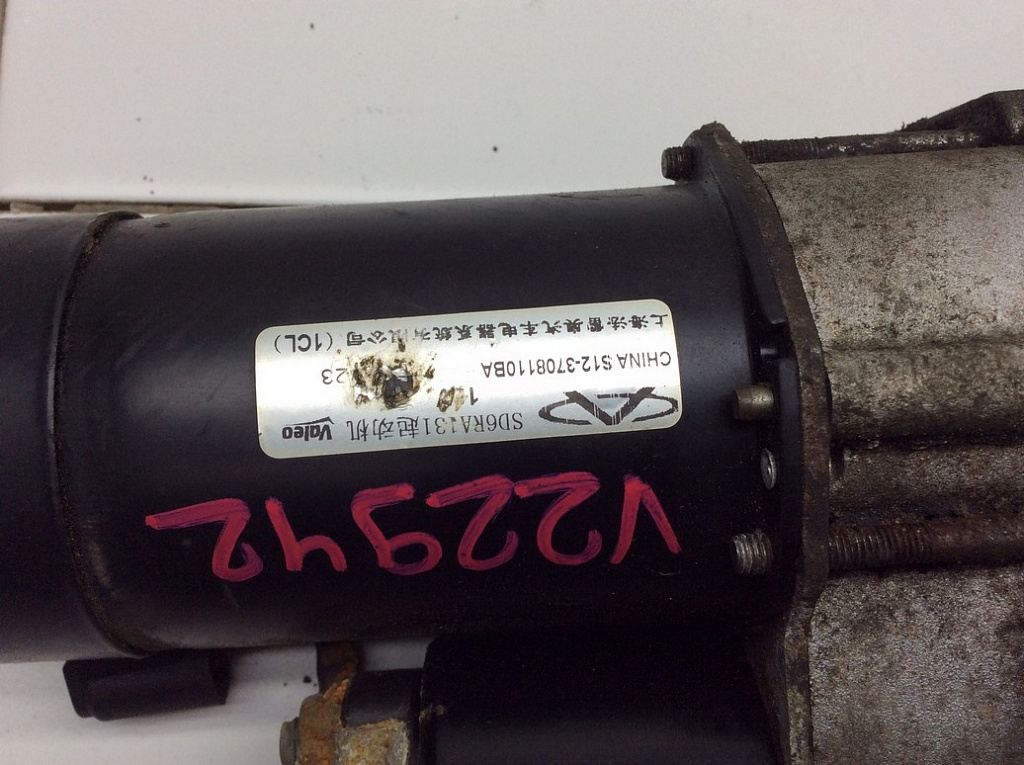 V22942
SD6RA131起动机 Valeo
CHINA S12-3708110BA
23
上海法雷奥汽车电器系统有限公司 (1CL)